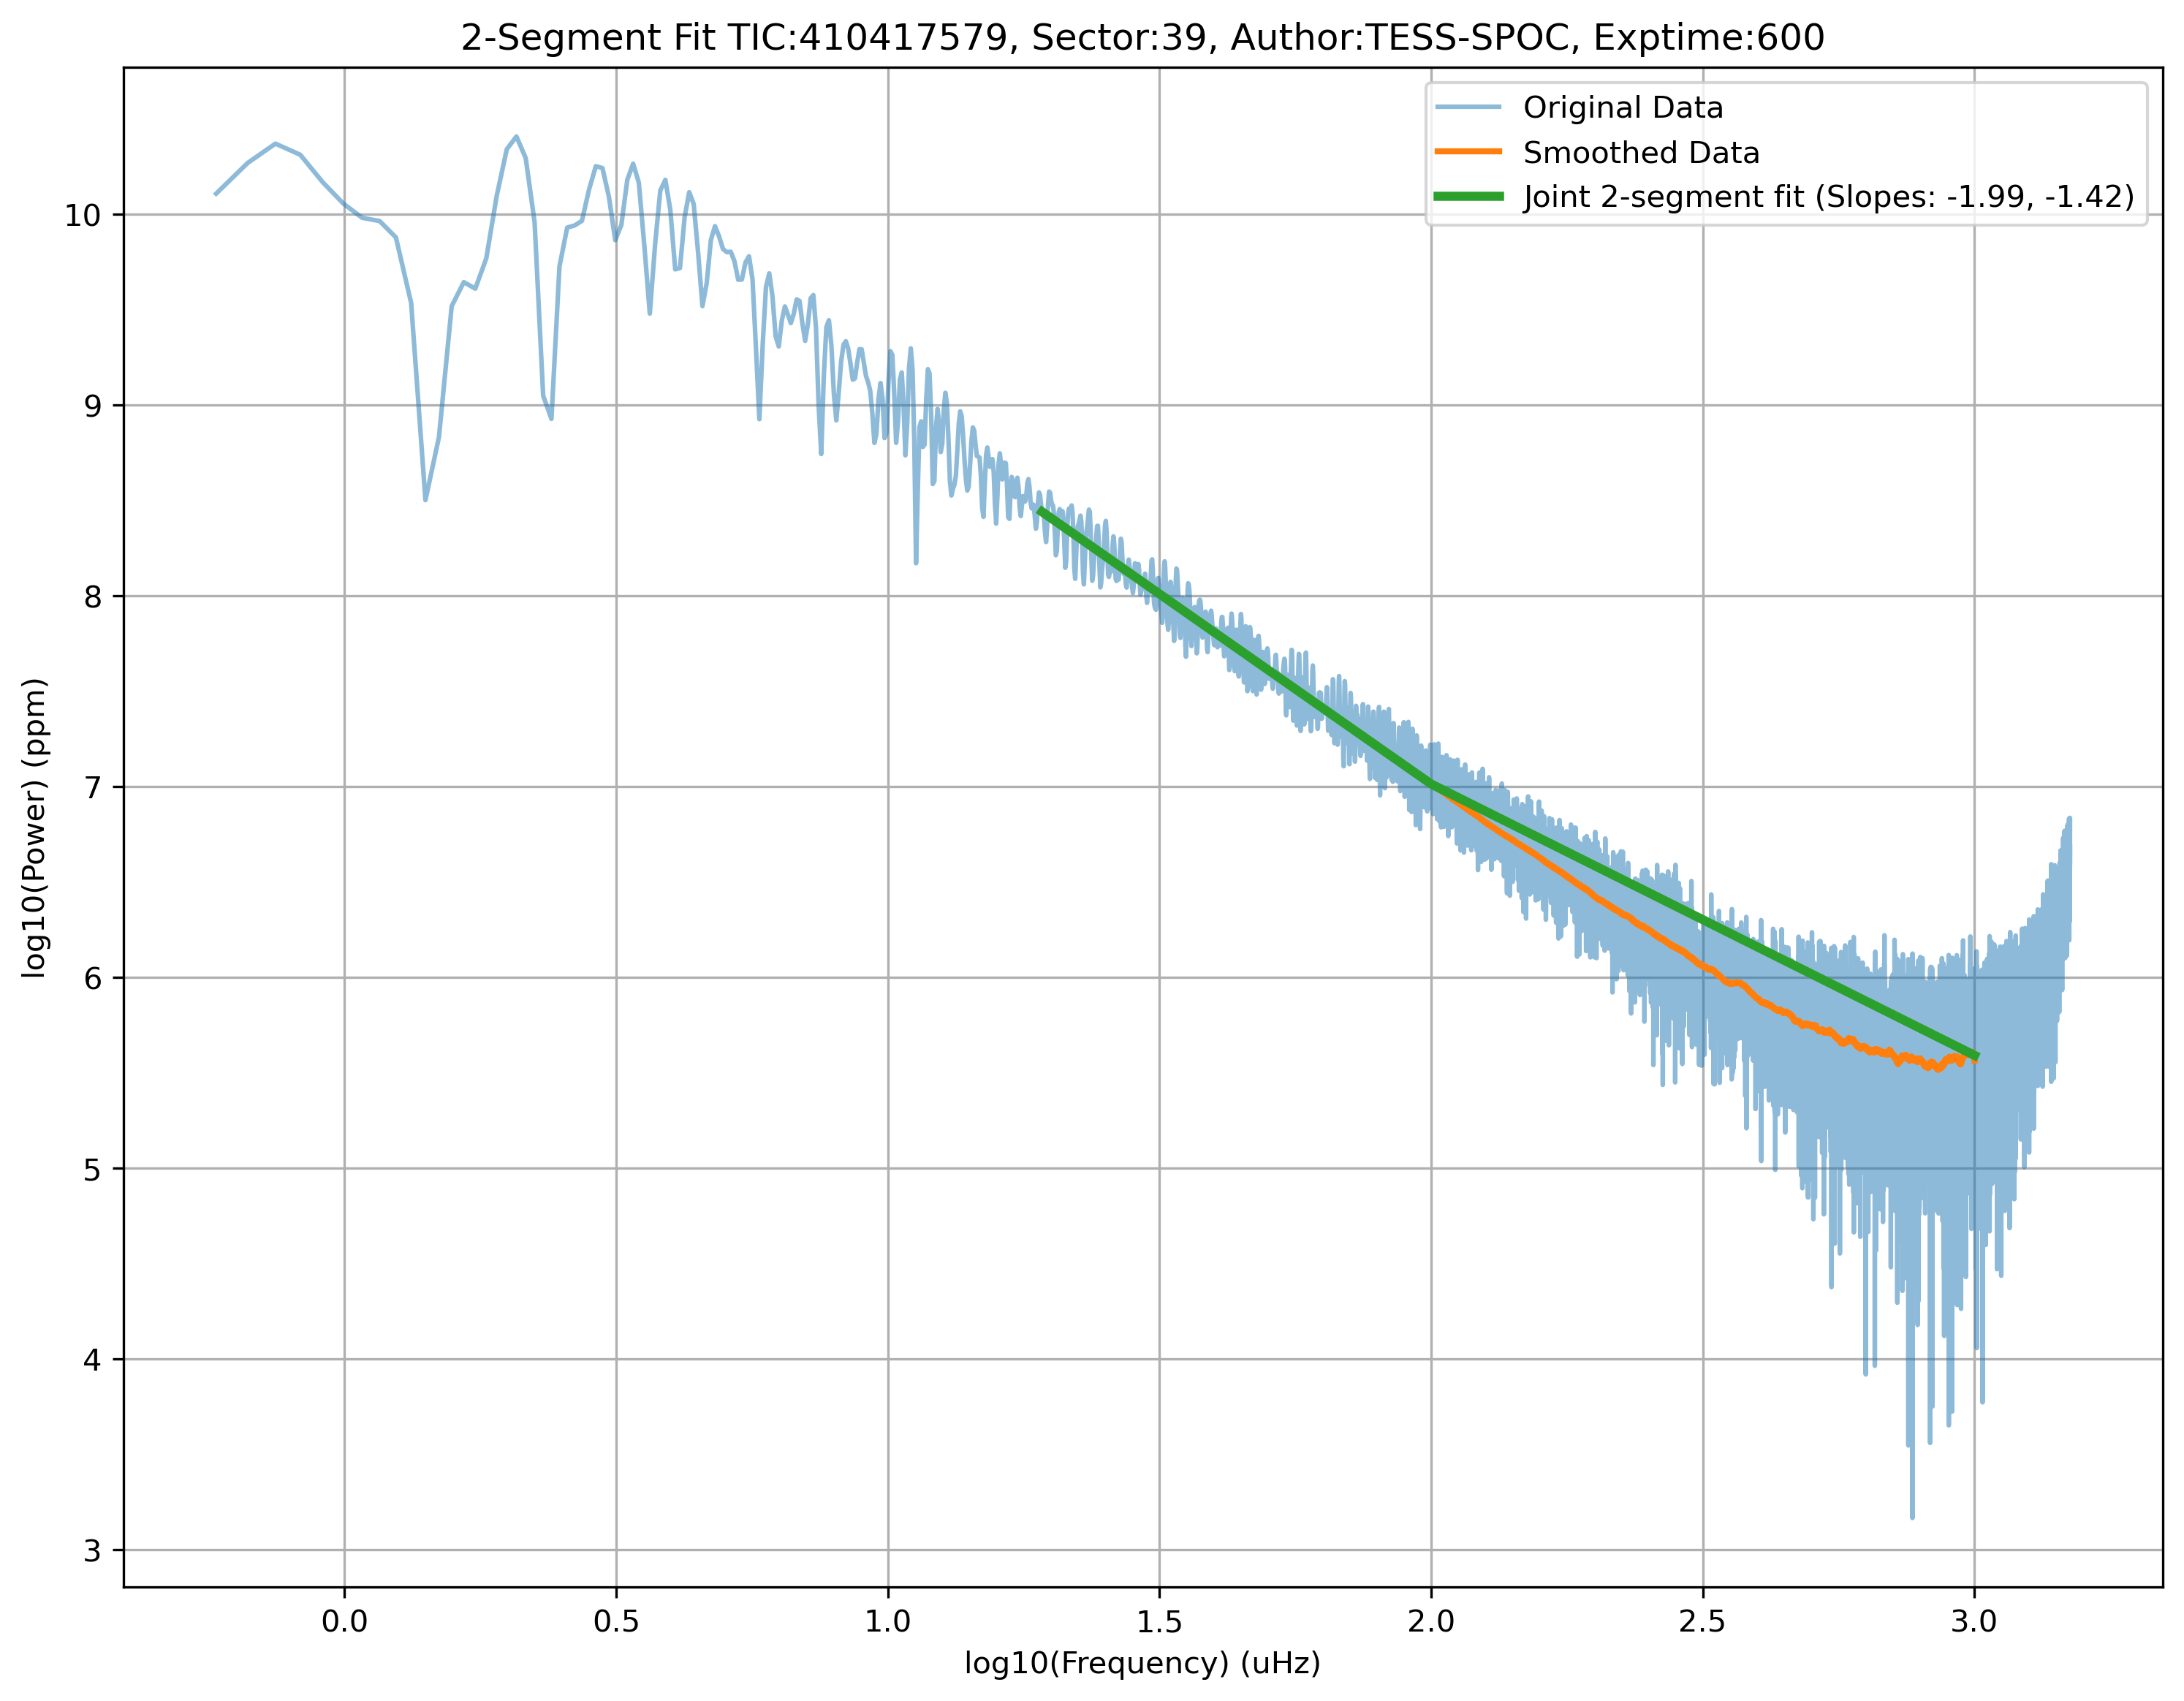 2-Segment Fit TIC:410417579, Sector:39, Author:TESS-SPOC, Exptime:600
Original Data
Smoothed Data
Joint 2-segment fit (Slopes: -1.99, -1.42)
log10(Power) (ppm)
10
9
8
7
6
5
4
3
0.0 0.5 1.0 1.5 2.0 2.5 3.0
log10(Frequency) (uHz)